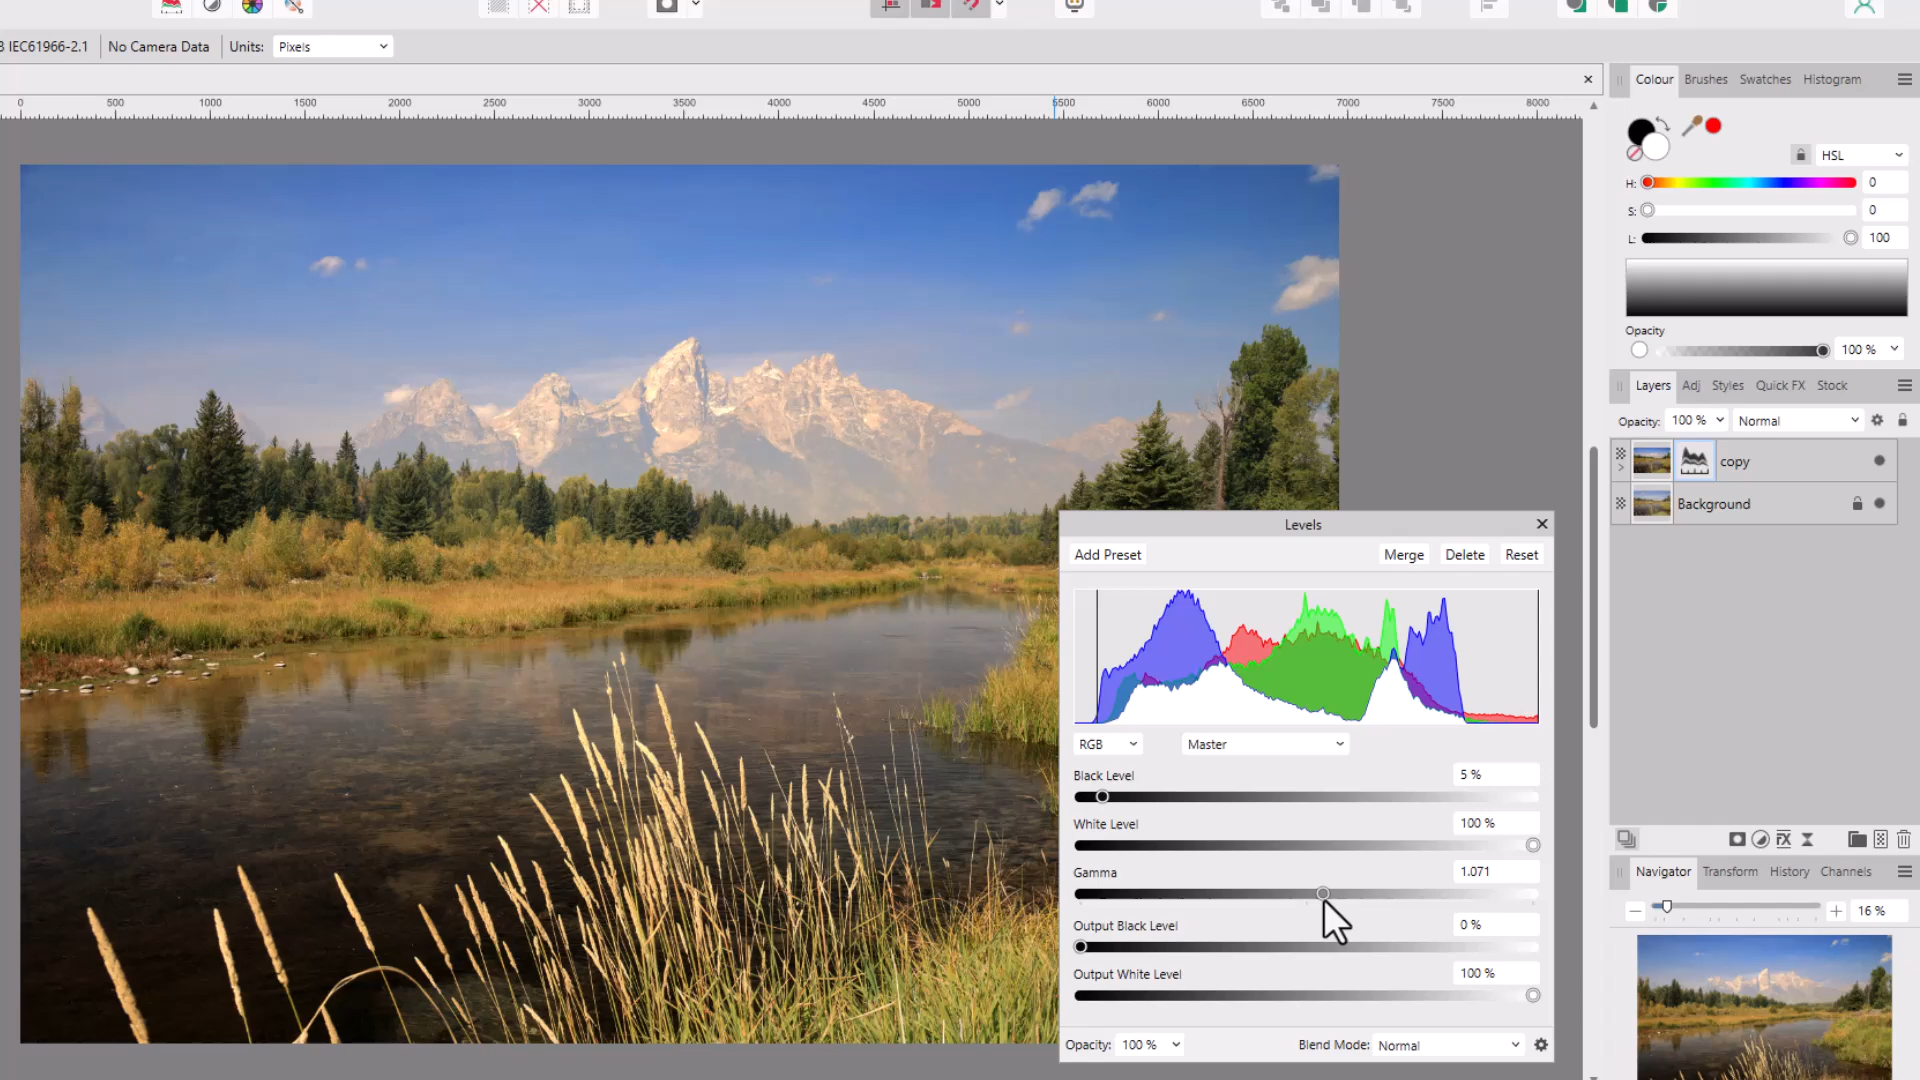 B IEC61966-2.1 No Camera Data Units: Pixels
0 500 1000 1500 2000 2500 3000 3500 4000 4500 5000 5500 6000 6500 7000 7500 8000
Colour Brushes Swatches Histogram
HSL
H: 0
S: 0
L: 100
Opacity
100 %
Layers Adj Styles Quick FX Stock
Opacity: 100 % Normal
copy
Background
Levels
Add Preset Merge Delete Reset
RGB Master
Black Level 5 %
White Level 100 %
Gamma 1.071
Output Black Level 0 %
Output White Level 100 %
Opacity: 100 % Blend Mode: Normal
FX
Navigator Transform History Channels
16 %